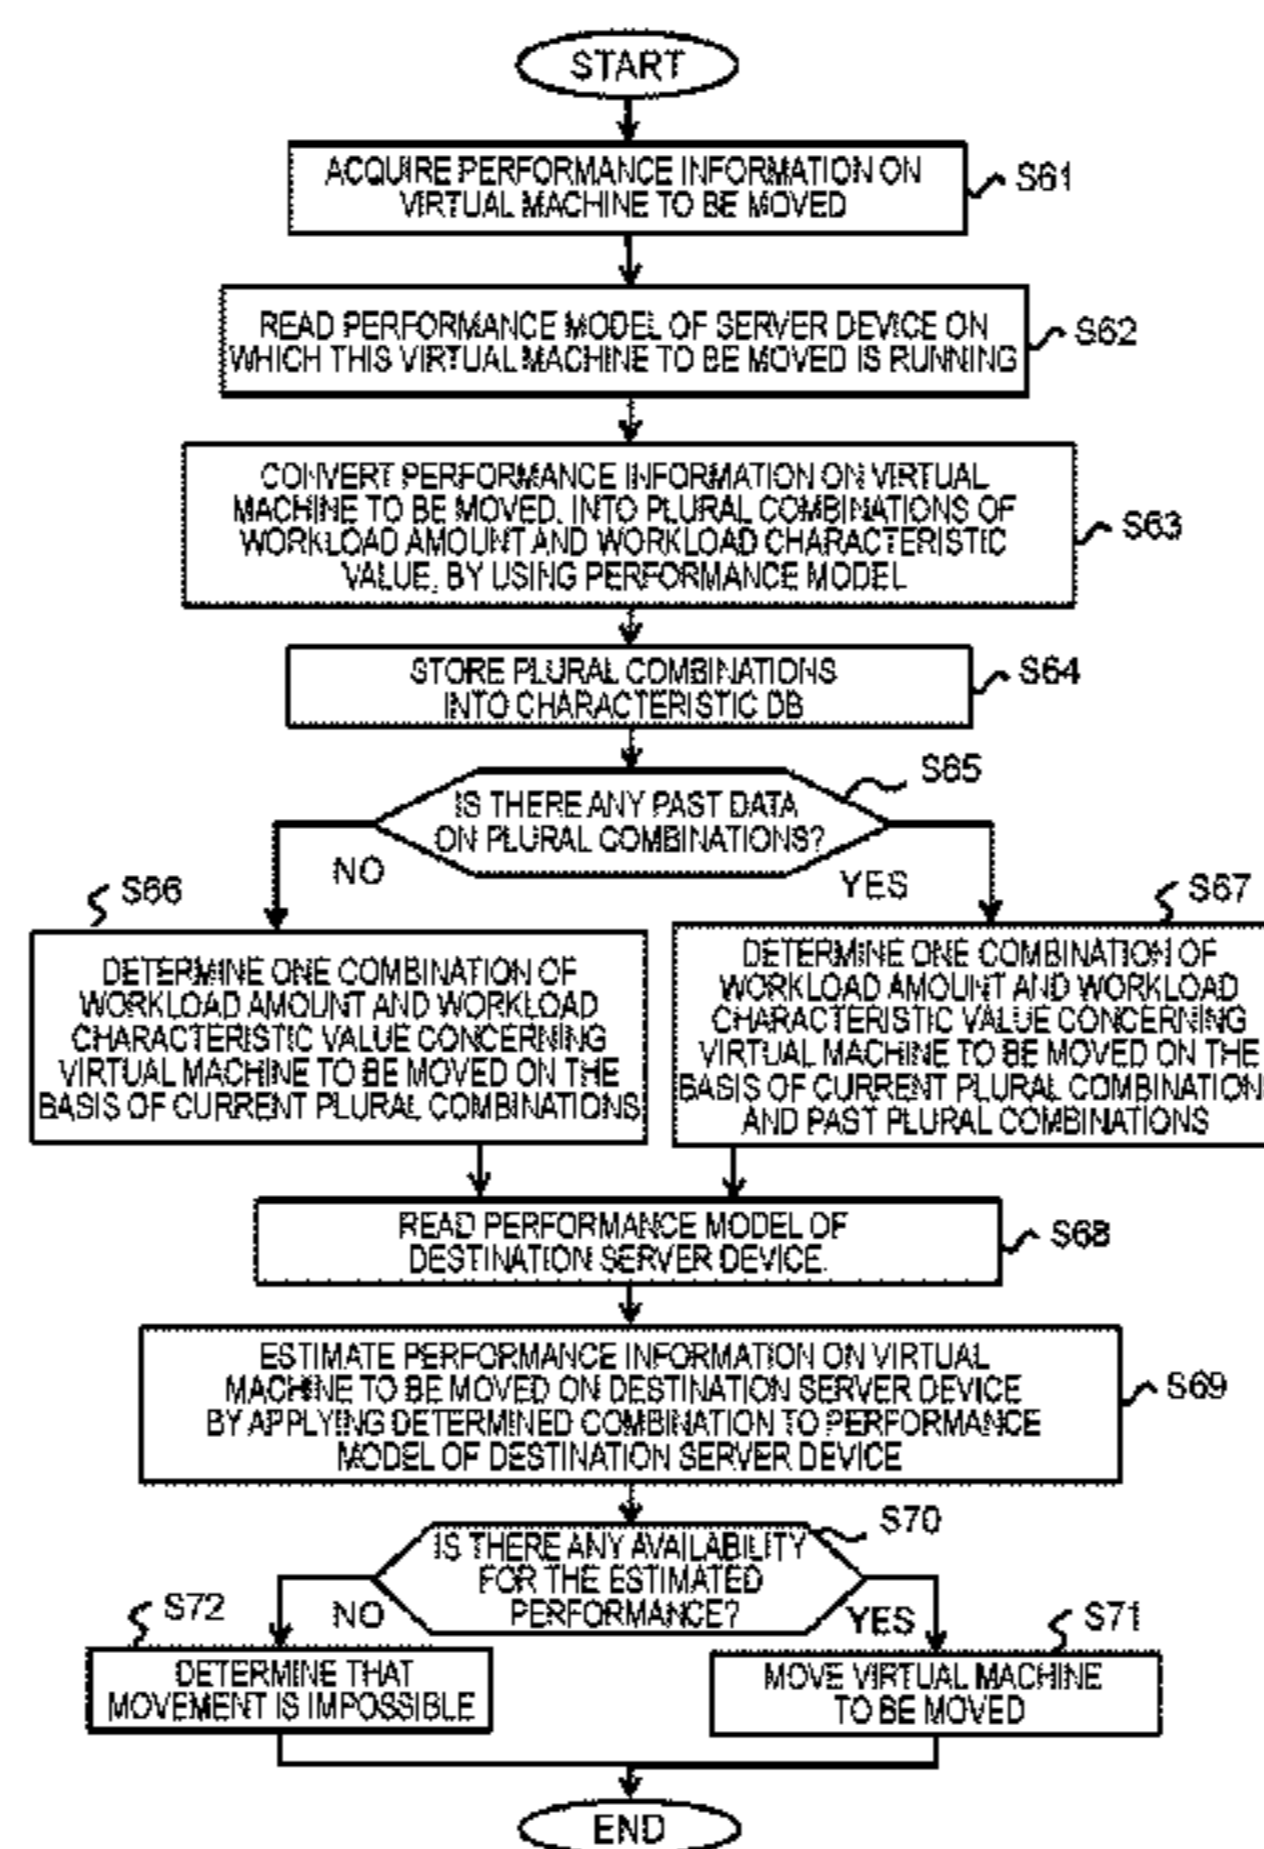 START
ACQUIRE PERFORMANCE INFORMATION ON
VIRTUAL MACHINE TO BE MOVED
S61
READ PERFORMANCE MODEL OF SERVER DEVICE ON
WHICH THIS VIRTUAL MACHINE TO BE MOVED IS RUNNING
S62
CONVERT PERFORMANCE INFORMATION ON VIRTUAL
MACHINE TO BE MOVED, INTO PLURAL COMBINATIONS OF
WORKLOAD AMOUNT AND WORKLOAD CHARACTERISTIC
VALUE, BY USING PERFORMANCE MODEL
S63
STORE PLURAL COMBINATIONS
INTO CHARACTERISTIC DB
S64
IS THERE ANY PAST DATA
ON PLURAL COMBINATIONS?
S65
NO
YES
S66
DETERMINE ONE COMBINATION OF
WORKLOAD AMOUNT AND WORKLOAD
CHARACTERISTIC VALUE CONCERNING
VIRTUAL MACHINE TO BE MOVED ON THE
BASIS OF CURRENT PLURAL COMBINATIONS
S67
DETERMINE ONE COMBINATION OF
WORKLOAD AMOUNT AND WORKLOAD
CHARACTERISTIC VALUE CONCERNING
VIRTUAL MACHINE TO BE MOVED ON THE
BASIS OF CURRENT PLURAL COMBINATIONS
AND PAST PLURAL COMBINATIONS
READ PERFORMANCE MODEL OF
DESTINATION SERVER DEVICE.
S68
ESTIMATE PERFORMANCE INFORMATION ON VIRTUAL
MACHINE TO BE MOVED ON DESTINATION SERVER DEVICE
BY APPLYING DETERMINED COMBINATION TO PERFORMANCE
MODEL OF DESTINATION SERVER DEVICE
S69
IS THERE ANY AVAILABILITY
FOR THE ESTIMATED
PERFORMANCE?
S70
NO
YES
S72
DETERMINE THAT
MOVEMENT IS IMPOSSIBLE
S71
MOVE VIRTUAL MACHINE
TO BE MOVED
END